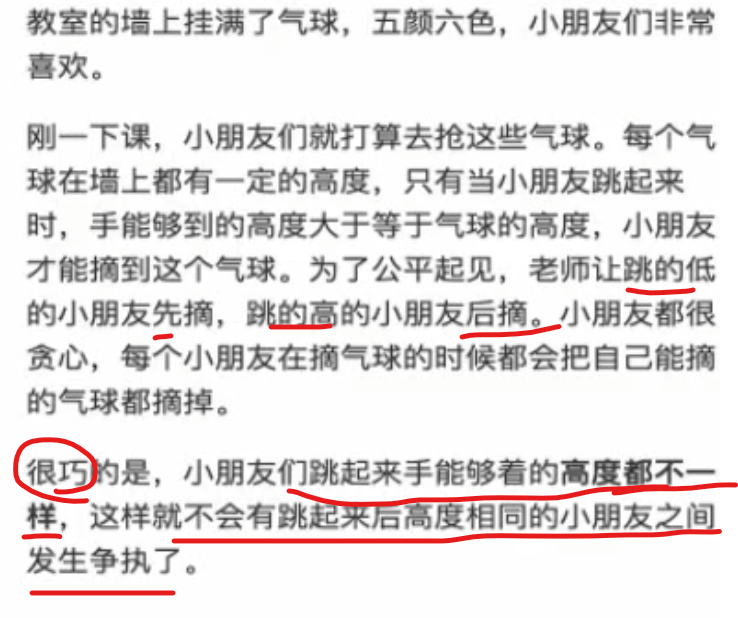 教室的墙上挂满了气球，五颜六色，小朋友们非常
喜欢。
刚一下课，小朋友们就打算去抢这些气球。每个气
球在墙上都有一定的高度，只有当小朋友跳起来
时，手能够到的高度大于等于气球的高度，小朋友
才能摘到这个气球。为了公平起见，老师让跳的低
的小朋友先摘，跳的高的小朋友后摘。小朋友都很
贪心，每个小朋友在摘气球的时候都会把自己能摘
的气球都摘掉。
很巧的是，小朋友们跳起来手能够着的高度都不一
样，这样就不会有跳起来后高度相同的小朋友之间
发生争执了。